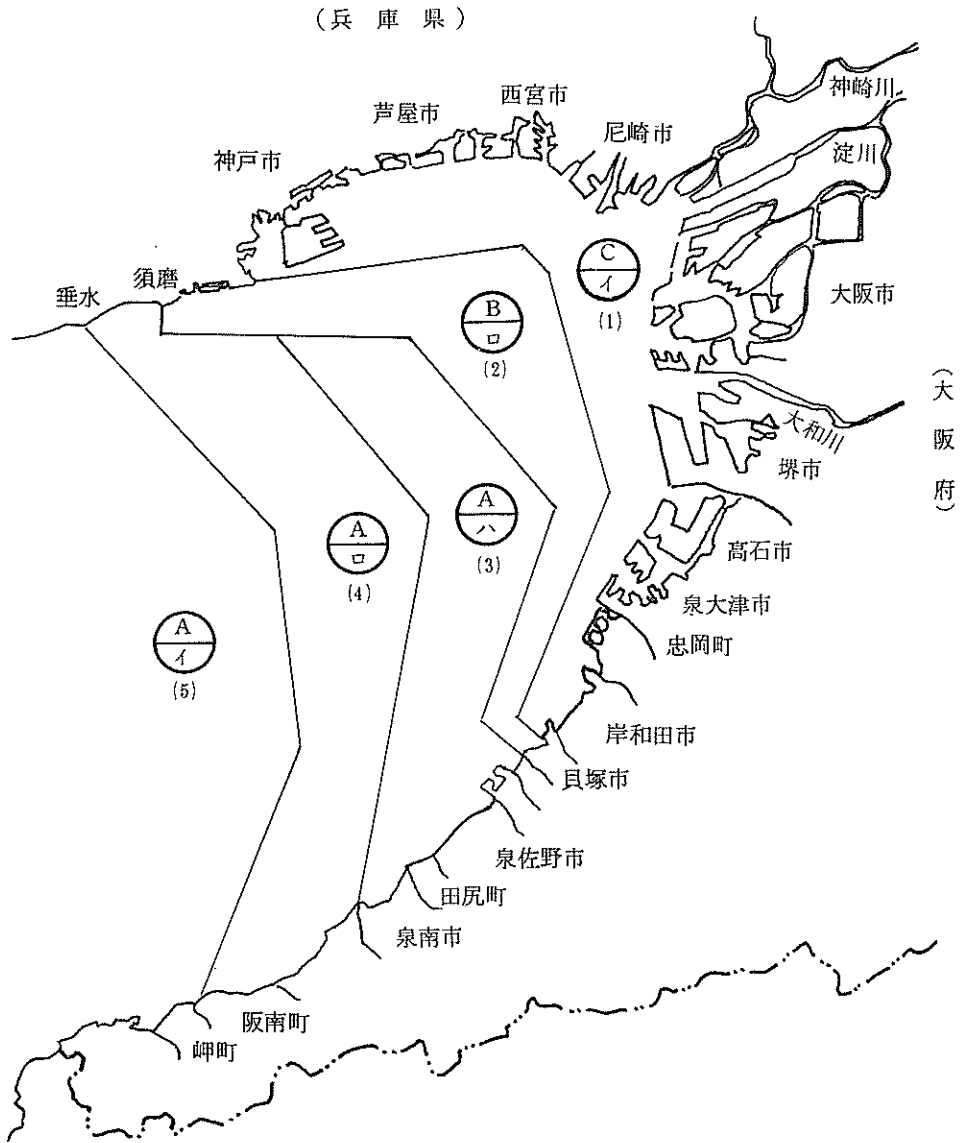 (兵庫県)
神崎川
西宮市
芦屋市
尼崎市
淀川
神戸市
C
イ
(1)
須磨
垂水
B
ロ
(2)
大阪市
(大阪府)
大和川
堺市
A
ハ
(3)
A
ロ
(4)
高石市
泉大津市
忠岡町
A
イ
(5)
岸和田市
貝塚市
泉佐野市
田尻町
泉南市
阪南町
岬町